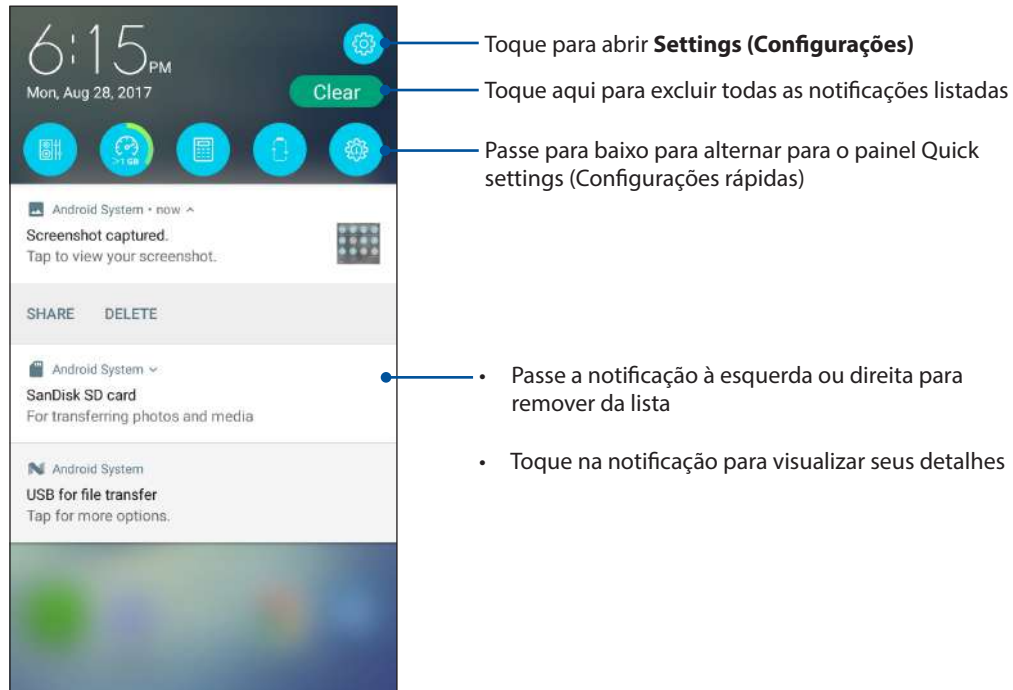 6:15 PM
Toque para abrir Settings (Configurações)
Mon, Aug 28, 2017
Clear
Toque aqui para excluir todas as notificações listadas
>1 GB
Passe para baixo para alternar para o painel Quick
settings (Configurações rápidas)
Android System • now
Screenshot captured.
Tap to view your screenshot.
SHARE DELETE
Android System
SanDisk SD card
For transferring photos and media
• Passe a notificação à esquerda ou direita para
remover da lista
• Toque na notificação para visualizar seus detalhes
Android System
USB for file transfer
Tap for more options.